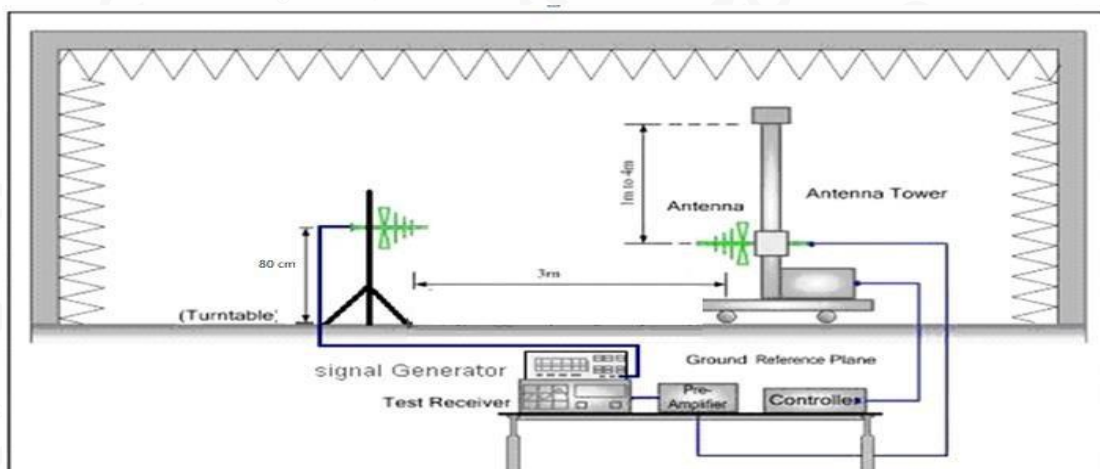 1m to 4m
Antenna Tower
Antenna
80 cm
3m
(Turntable)
Ground Reference Plane
signal Generator
Test Receiver
Pre-
Amplifier
Controller